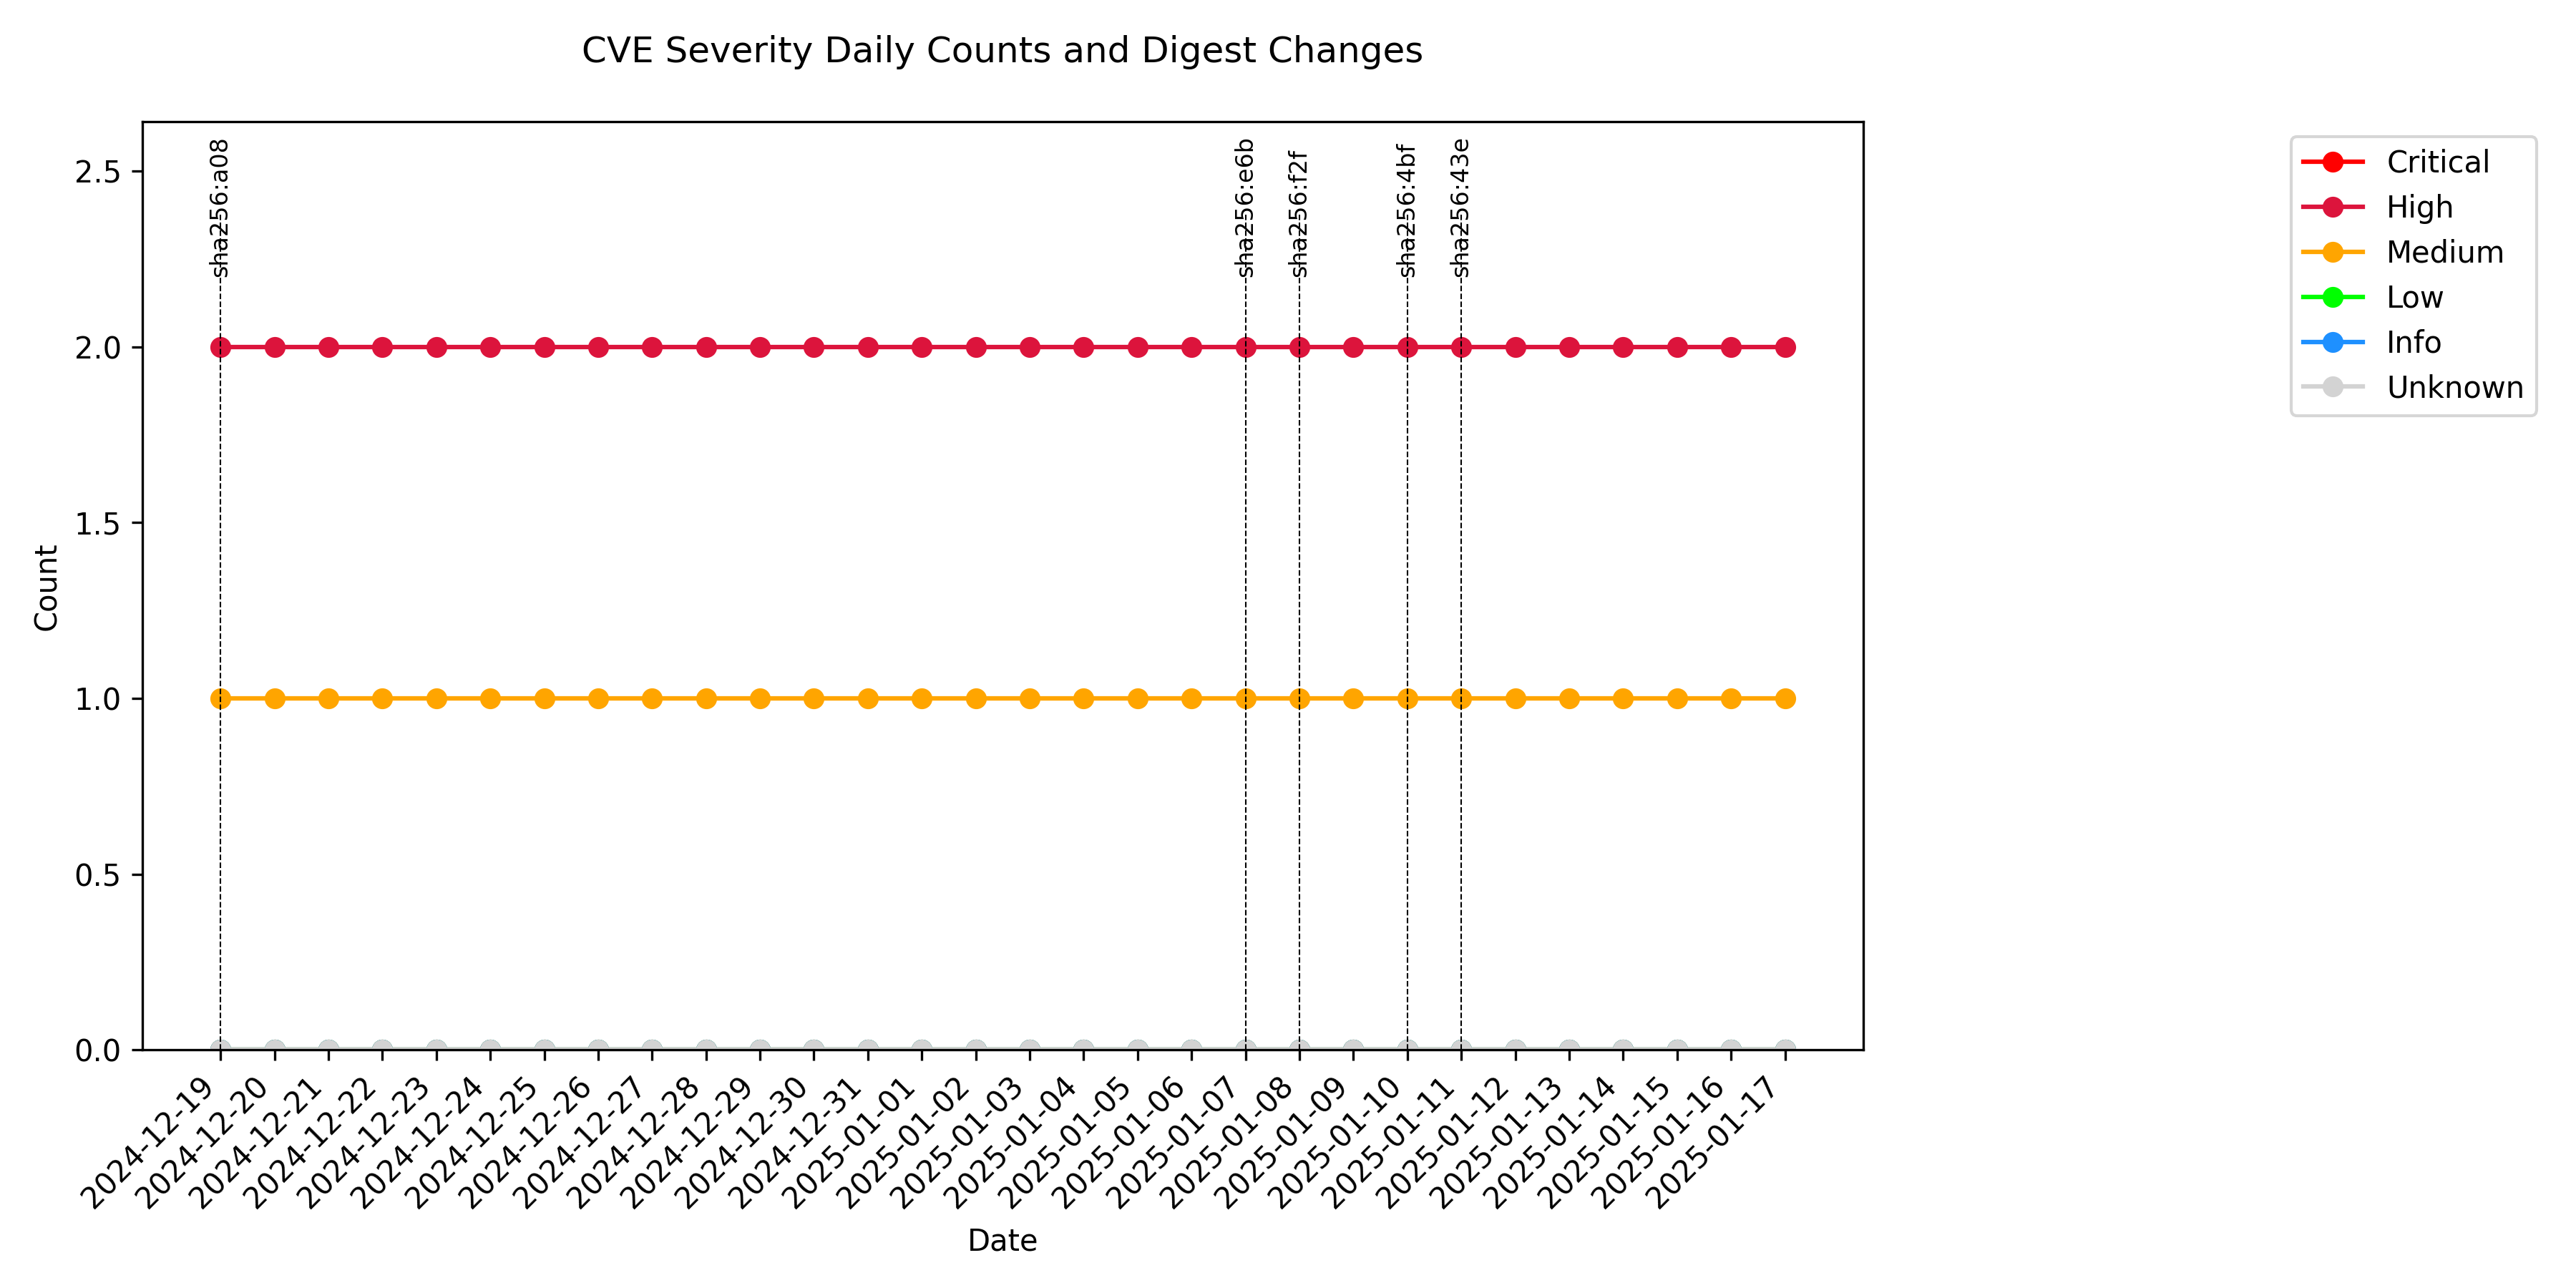 CVE Severity Daily Counts and Digest Changes
sha256:a08
sha256:e6b
sha256:f2f
sha256:4bf
sha256:43e
Critical
High
Medium
Low
Info
Unknown
2.5
2.0
1.5
1.0
0.5
0.0
Count
2024-12-19
2024-12-20
2024-12-21
2024-12-22
2024-12-23
2024-12-24
2024-12-25
2024-12-26
2024-12-27
2024-12-28
2024-12-29
2024-12-30
2024-12-31
2025-01-01
2025-01-02
2025-01-03
2025-01-04
2025-01-05
2025-01-06
2025-01-07
2025-01-08
2025-01-09
2025-01-10
2025-01-11
2025-01-12
2025-01-13
2025-01-14
2025-01-15
2025-01-16
2025-01-17
Date